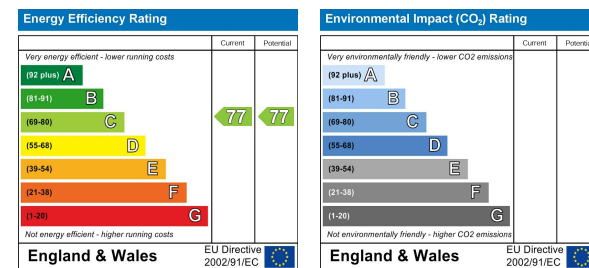 Energy Efficiency Rating
Current Potential
Very energy efficient - lower running costs
(92 plus) A
(81-91) B
(69-80) C 77 77
(55-68) D
(39-54) E
(21-38) F
(1-20) G
Not energy efficient - higher running costs
England & Wales
EU Directive
2002/91/EC
Environmental Impact (CO2) Rating
Current Potentia
Very environmentally friendly - lower CO2 emissions
(92 plus) A
(81-91) B
(69-80) C
(55-68) D
(39-54) E
(21-38) F
(1-20) G
Not environmentally friendly - higher CO2 emissions
England & Wales
EU Directive
2002/91/EC